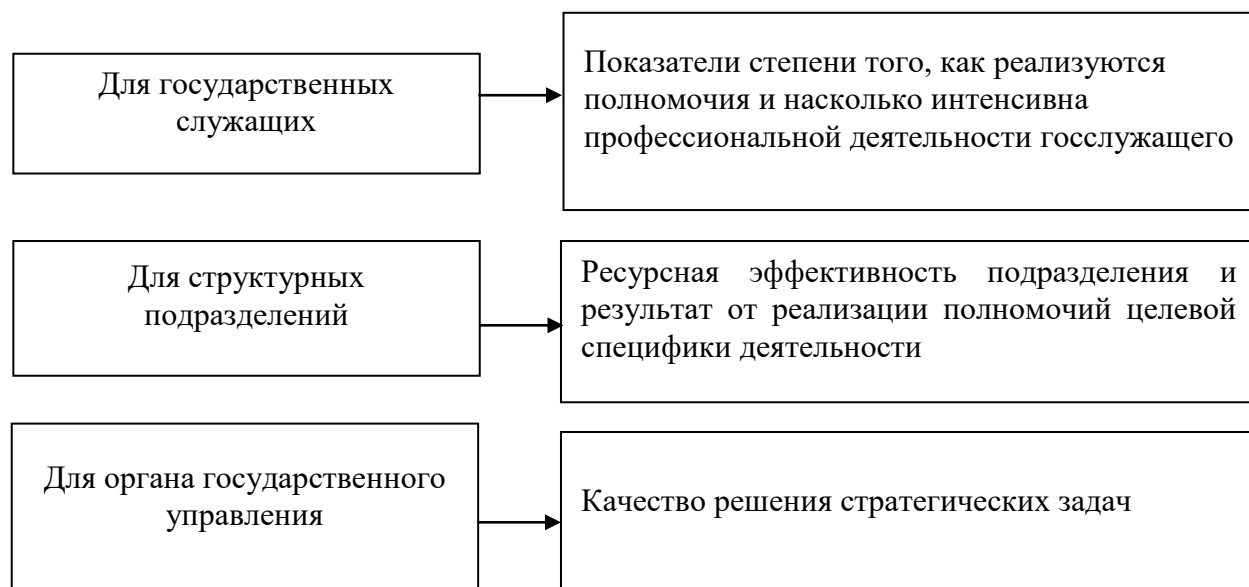 Для государственных
служащих
Показатели степени того, как реализуются
полномочия и насколько интенсивна
профессиональной деятельности госслужащего
Для структурных
подразделений
Ресурсная эффективность подразделения и
результат от реализации полномочий целевой
специфики деятельности
Для органа государственного
управления
Качество решения стратегических задач